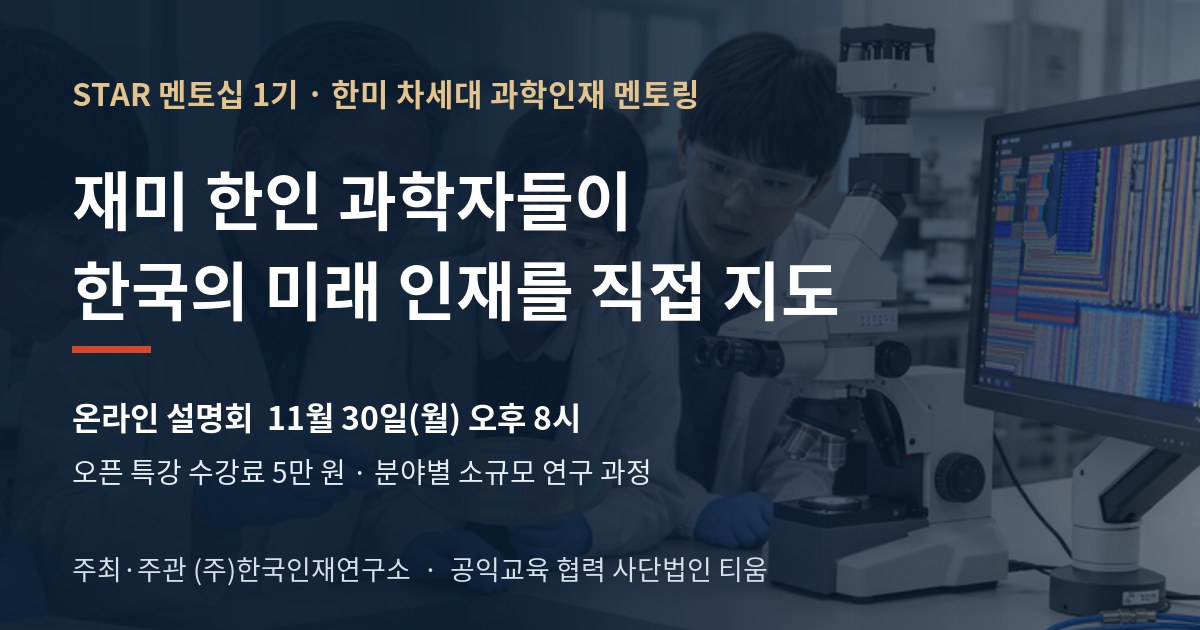 STAR 멘토십 1기 · 한미 차세대 과학인재 멘토링
재미 한인 과학자들이
한국의 미래 인재를 직접 지도
온라인 설명회 11월 30일(월) 오후 8시
오픈 특강 수강료 5만 원 · 분야별 소규모 연구 과정
주최·주관 (주)한국인재연구소 · 공익교육 협력 사단법인 티움